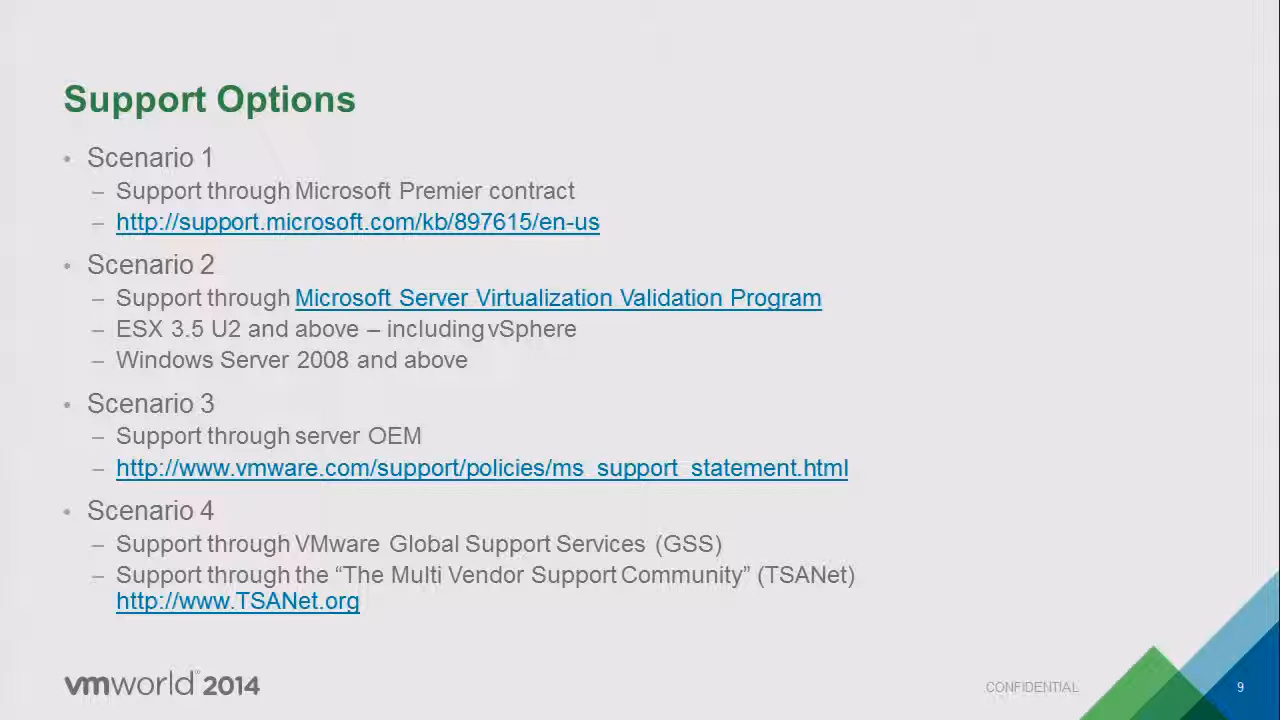 Support Options
• Scenario 1
– Support through Microsoft Premier contract
– http://support.microsoft.com/kb/897615/en-us
• Scenario 2
– Support through Microsoft Server Virtualization Validation Program
– ESX 3.5 U2 and above – including vSphere
– Windows Server 2008 and above
• Scenario 3
– Support through server OEM
– http://www.vmware.com/support/policies/ms_support_statement.html
• Scenario 4
– Support through VMware Global Support Services (GSS)
– Support through the “The Multi Vendor Support Community” (TSANet)
http://www.TSANet.org
vmworld 2014
CONFIDENTIAL
9